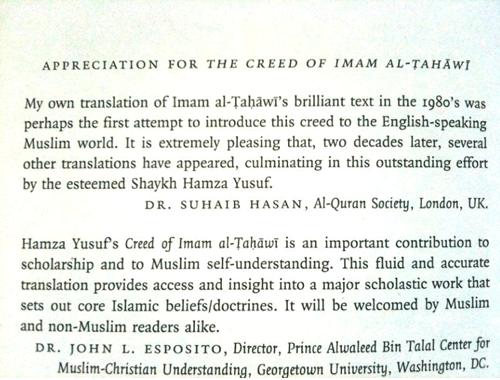 APPRECIATION FOR THE CREED OF IMAM AL-ṬAḤĀWĪ
My own translation of Imam al-Ṭaḥāwī's brilliant text in the 1980's was
perhaps the first attempt to introduce this creed to the English-speaking
Muslim world. It is extremely pleasing that, two decades later, several
other translations have appeared, culminating in this outstanding effort
by the esteemed Shaykh Hamza Yusuf.
DR. SUHAIB HASAN, Al-Quran Society, London, UK.
Hamza Yusuf's Creed of Imam al-Ṭaḥāwī is an important contribution to
scholarship and to Muslim self-understanding. This fluid and accurate
translation provides access and insight into a major scholastic work that
sets out core Islamic beliefs/doctrines. It will be welcomed by Muslim
and non-Muslim readers alike.
DR. JOHN L. ESPOSITO, Director, Prince Alwaleed Bin Talal Center for
Muslim-Christian Understanding, Georgetown University, Washington, DC.